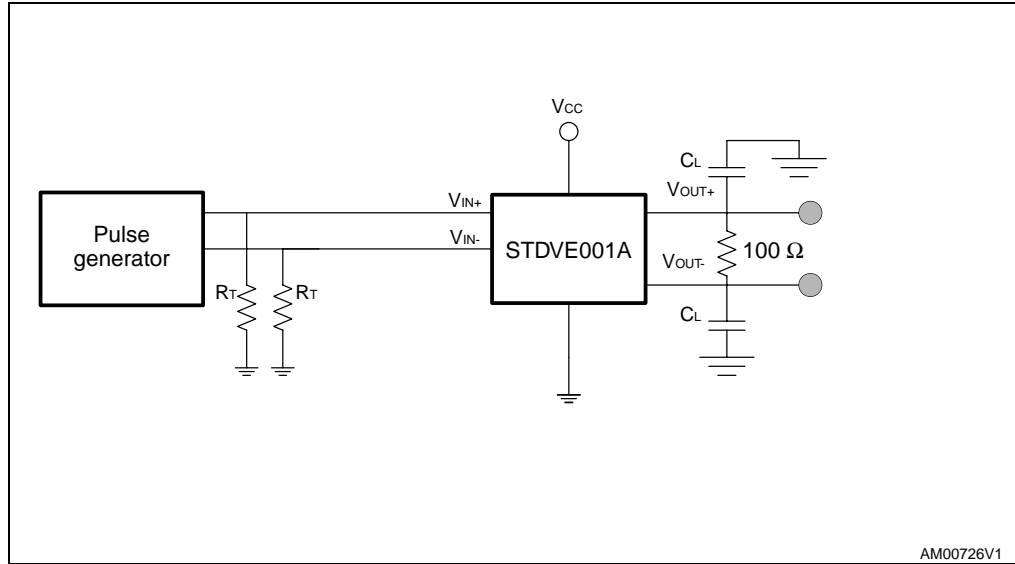 Vcc
CL
VOUT+
VIN+
Pulse
generator
VIN-
STDVE001A
100 Ω
VOUT-
RT
RT
CL
AM00726V1